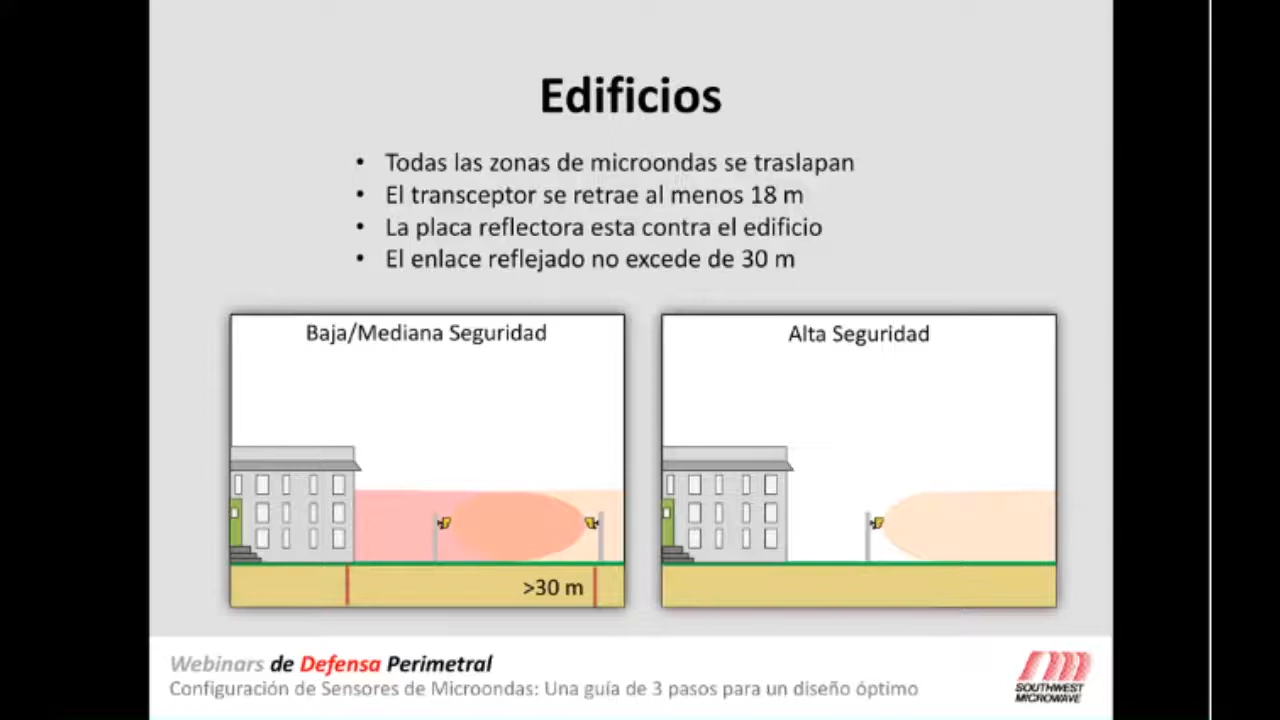 Edificios
• Todas las zonas de microondas se traslapan
• El transceptor se retrae al menos 18 m
• La placa reflectora esta contra el edificio
• El enlace reflejado no excede de 30 m
Baja/Mediana Seguridad
Alta Seguridad
>30 m
Webinars de Defensa Perimetral
Configuración de Sensores de Microondas: Una guía de 3 pasos para un diseño óptimo
SOUTHWEST
MICROWAVE